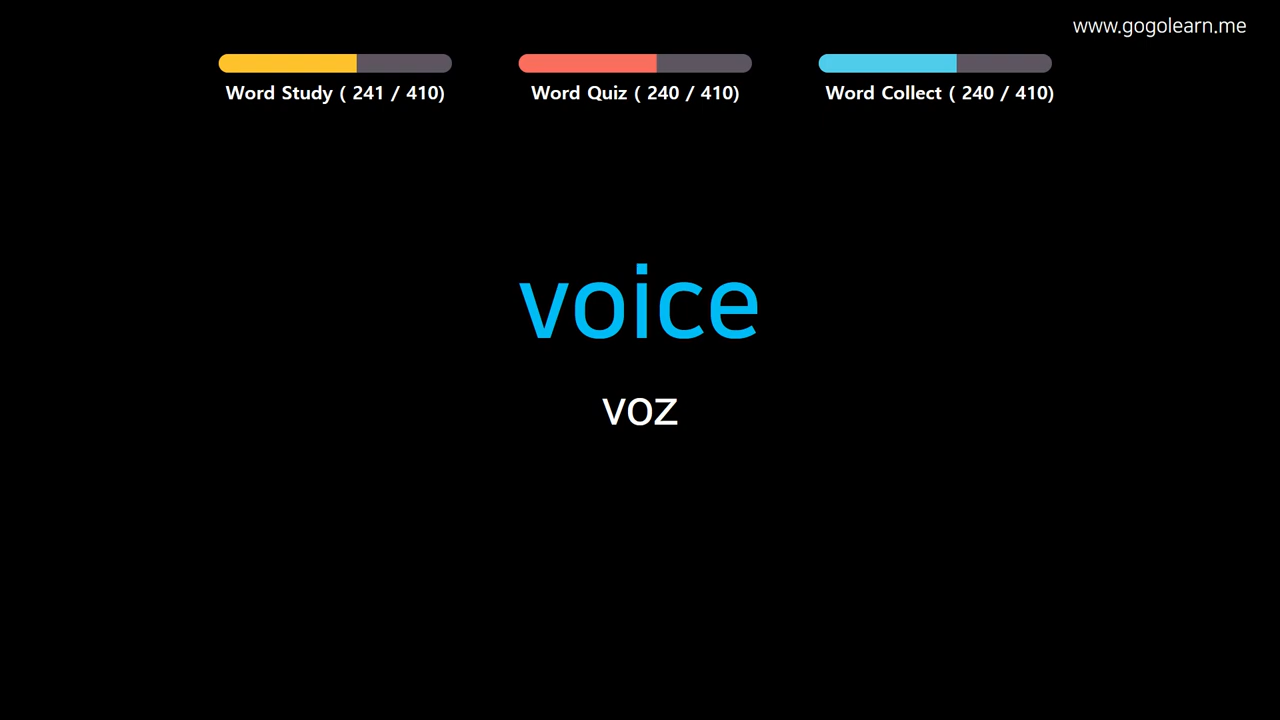 www.gogolearn.me
Word Study ( 241 / 410)
Word Quiz ( 240 / 410)
Word Collect ( 240 / 410)
voice
voz